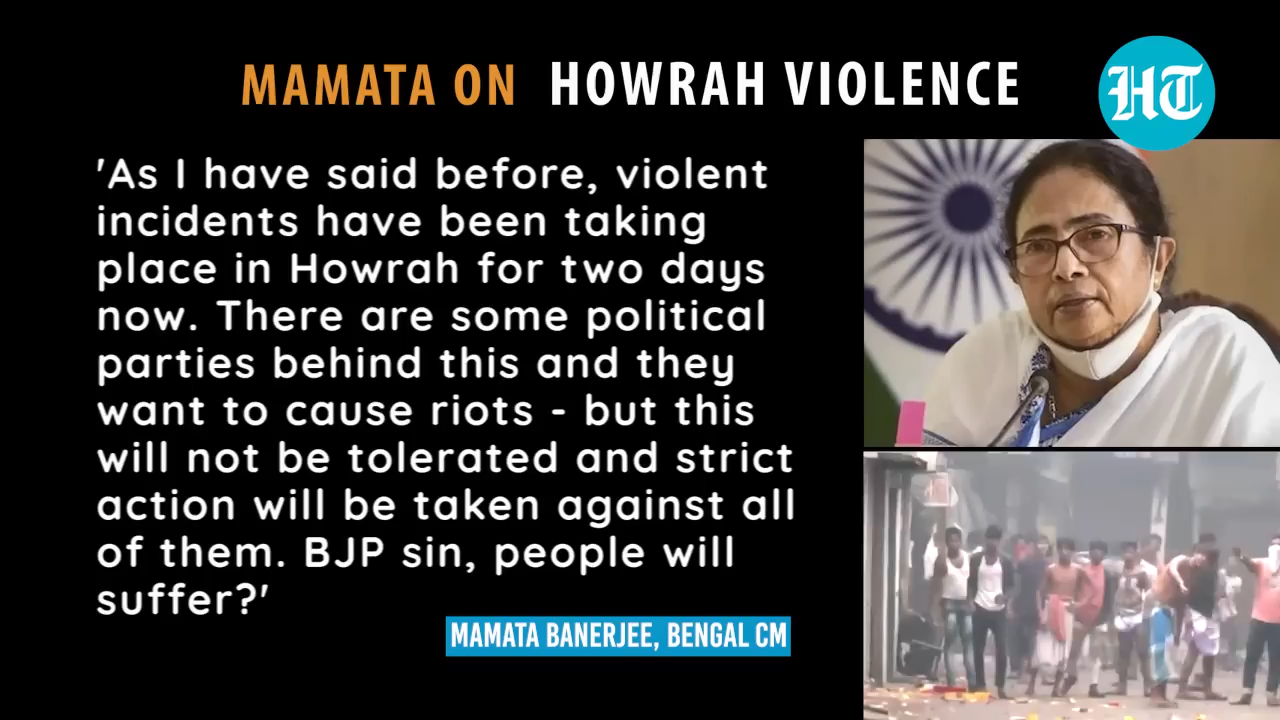 MAMATA ON HOWRAH VIOLENCE
HT
'As I have said before, violent
incidents have been taking
place in Howrah for two days
now. There are some political
parties behind this and they
want to cause riots - but this
will not be tolerated and strict
action will be taken against all
of them. BJP sin, people will
suffer?'
MAMATA BANERJEE, BENGAL CM